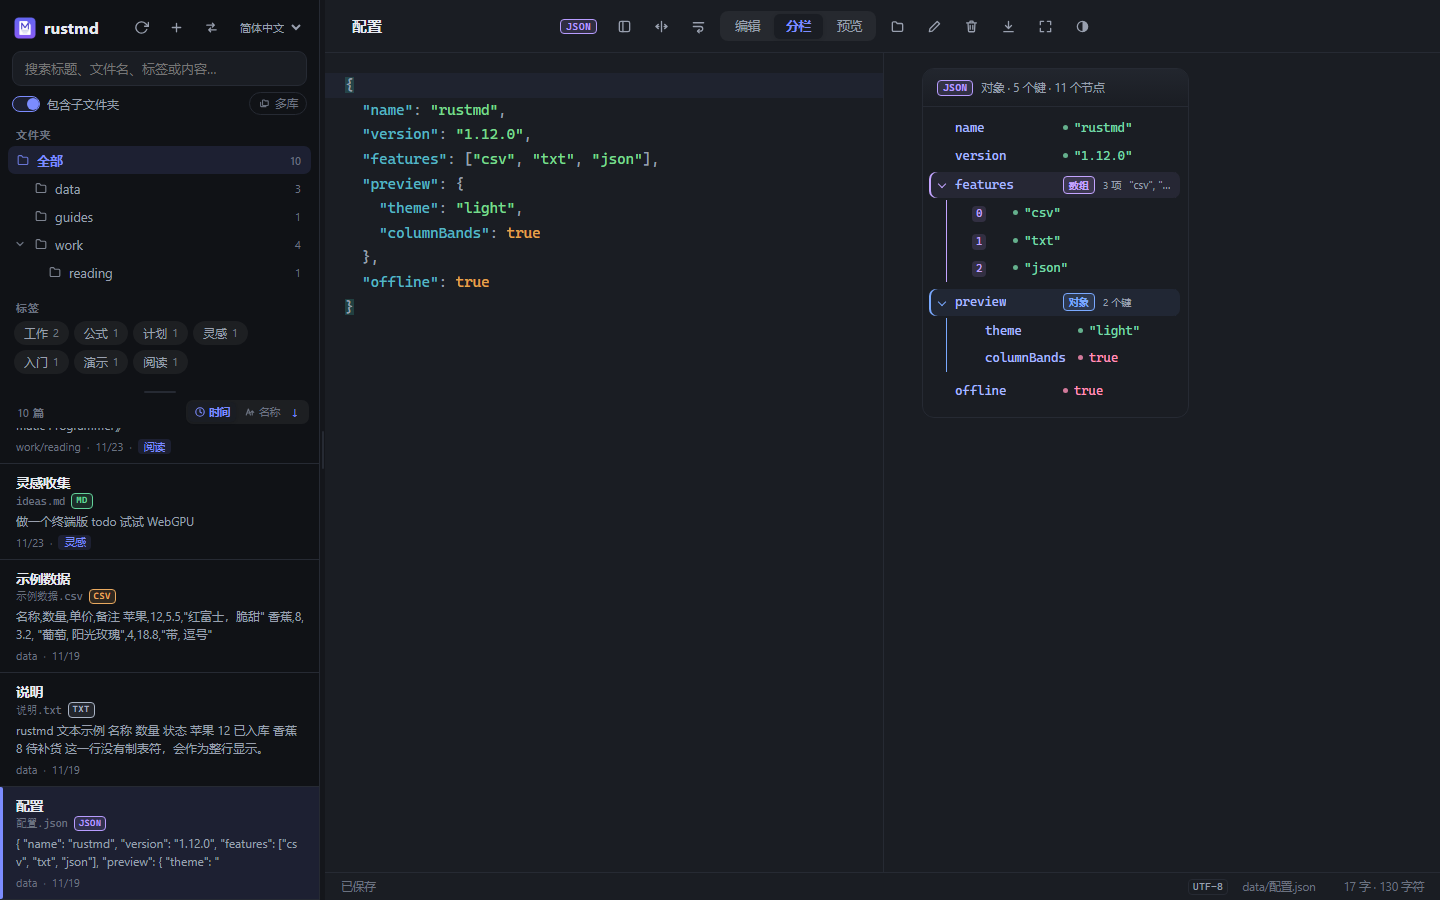 rustmd
简体中文
搜索标题、文件名、标签或内容...
包含子文件夹
多库
文件夹
全部 10
data 3
guides 1
work 4
reading 1
标签
工作 2 公式 1 计划 1 灵感 1
入门 1 演示 1 阅读 1
10 篇 时间 名称 ↓
work/reading · 11/23 · 阅读
灵感收集
ideas.md MD
做一个终端版 todo 试试 WebGPU
11/23 · 灵感
示例数据
示例数据.csv CSV
名称,数量,单价,备注 苹果,12,5.5,"红富士，脆甜" 香蕉,8,
3.2, "葡萄, 阳光玫瑰",4,18.8,"带, 逗号"
data · 11/19
说明
说明.txt TXT
rustmd 文本示例 名称 数量 状态 苹果 12 已入库 香蕉
8 待补货 这一行没有制表符，会作为整行显示。
data · 11/19
配置
配置.json JSON
{ "name": "rustmd", "version": "1.12.0", "features": ["cs
v", "txt", "json"], "preview": { "theme": "
data · 11/19
配置
JSON 编辑 分栏 预览
{
"name": "rustmd",
"version": "1.12.0",
"features": ["csv", "txt", "json"],
"preview": {
"theme": "light",
"columnBands": true
},
"offline": true
}
JSON 对象 · 5 个键 · 11 个节点
name "rustmd"
version "1.12.0"
features 数组 3 项 "csv", "...
0 "csv"
1 "txt"
2 "json"
preview 对象 2 个键
theme "light"
columnBands true
offline true
已保存
UTF-8 data/配置.json 17 字 · 130 字符